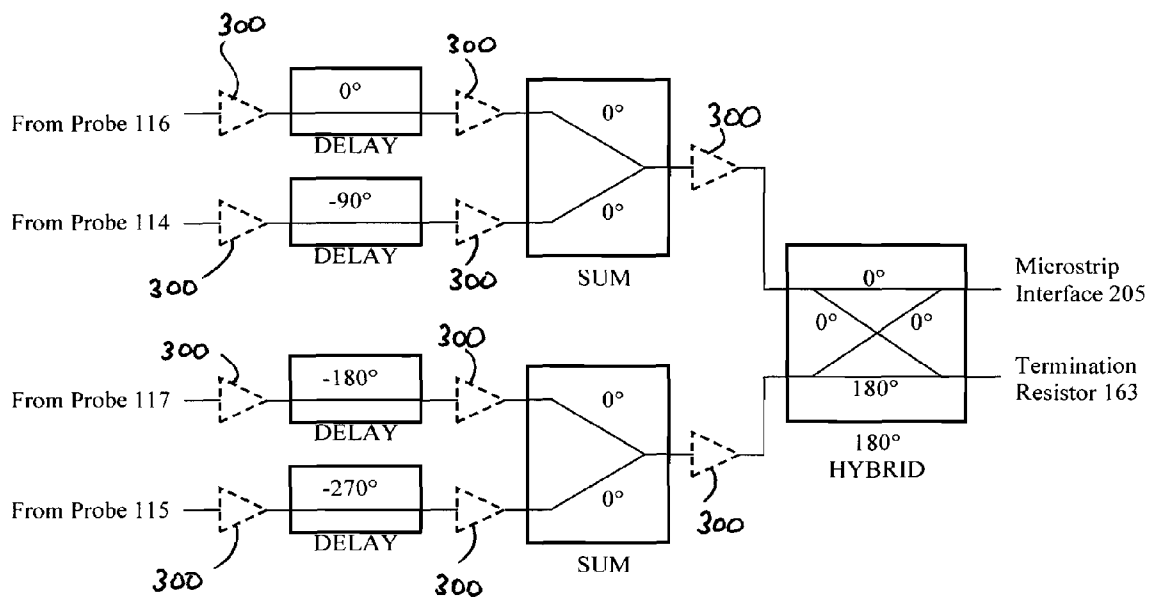 300
300
0°
0°
300
From Probe 116
DELAY
-90°
From Probe 114
0°
DELAY
300
300
SUM
0°
Microstrip
Interface 205
0°
0°
300
300
-180°
Termination
Resistor 163
From Probe 117
0°
180°
DELAY
180°
HYBRID
-270°
From Probe 115
0°
300
DELAY
300
300
SUM